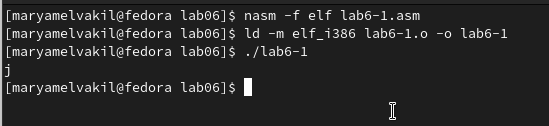 [maryamelvakil@fedora lab06]$ nasm -f elf lab6-1.asm
[maryamelvakil@fedora lab06]$ ld -m elf_i386 lab6-1.o -o lab6-1
[maryamelvakil@fedora lab06]$ ./lab6-1
j
[maryamelvakil@fedora lab06]$